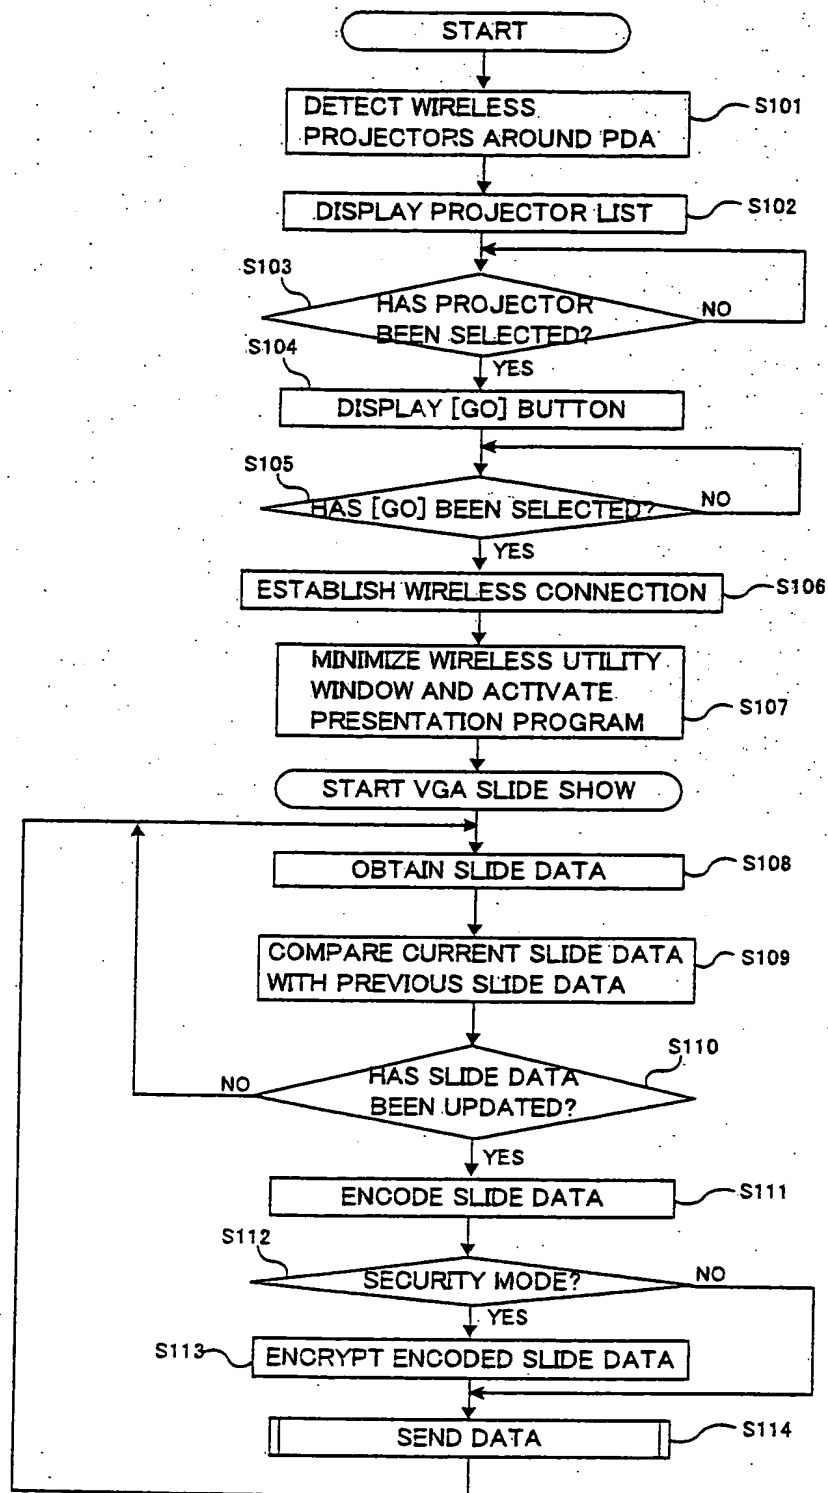 START
DETECT WIRELESS
PROJECTORS AROUND PDA
S101
DISPLAY PROJECTOR LIST
S102
S103
HAS PROJECTOR
BEEN SELECTED?
NO
YES
S104
DISPLAY [GO] BUTTON
S105
HAS [GO] BEEN SELECTED?
NO
YES
ESTABLISH WIRELESS CONNECTION
S106
MINIMIZE WIRELESS UTILITY
WINDOW AND ACTIVATE
PRESENTATION PROGRAM
S107
START VGA SLIDE SHOW
OBTAIN SLIDE DATA
S108
COMPARE CURRENT SLIDE DATA
WITH PREVIOUS SLIDE DATA
S109
S110
HAS SLIDE DATA
BEEN UPDATED?
NO
YES
ENCODE SLIDE DATA
S111
S112
SECURITY MODE?
NO
YES
S113
ENCRYPT ENCODED SLIDE DATA
SEND DATA
S114